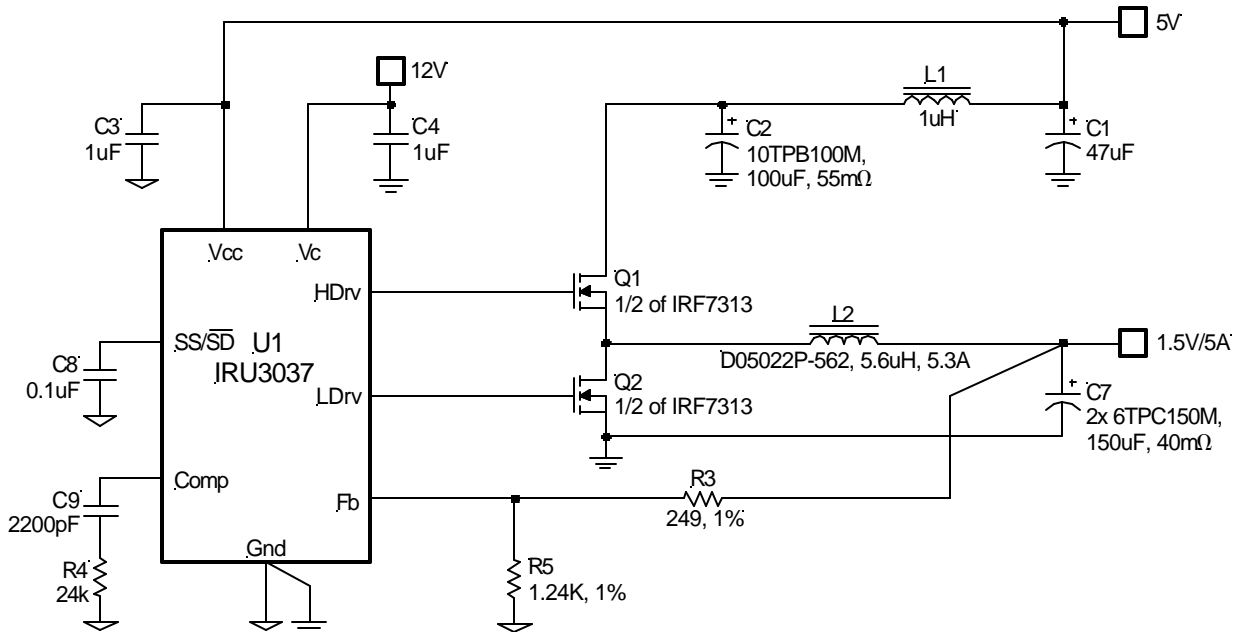 5V
12V
L1
1uH
C3
1uF
C4
1uF
C2
10TPB100M,
100uF, 55mΩ
C1
47uF
Vcc
Vc
HDrv
Q1
1/2 of IRF7313
SS/SD
U1
IRU3037
L2
D05022P-562, 5.6uH, 5.3A
1.5V/5A
C8
0.1uF
LDrv
Q2
1/2 of IRF7313
C7
2x 6TPC150M,
150uF, 40mΩ
Comp
C9
2200pF
Fb
R3
249, 1%
Gnd
R4
24k
R5
1.24K, 1%